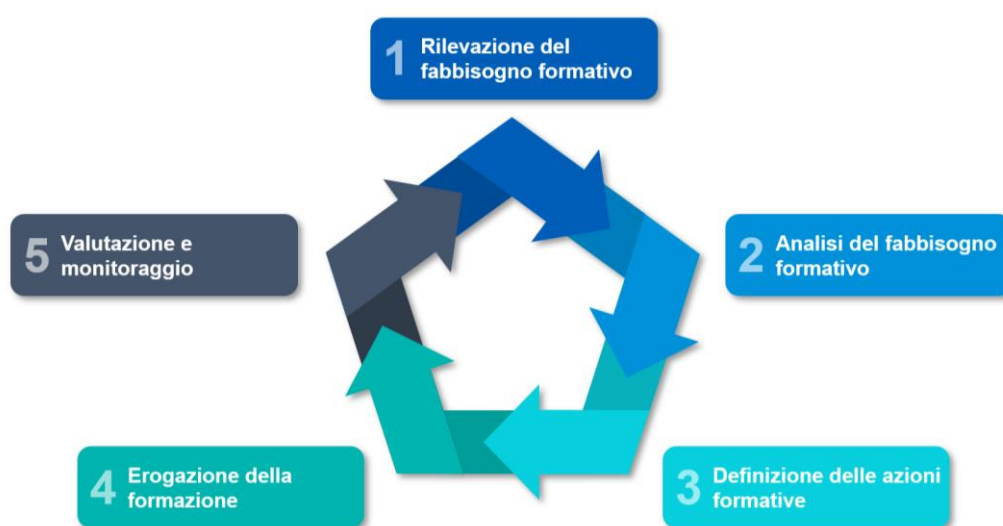 1
Rilevazione del
fabbisogno formativo
2
Analisi del fabbisogno
formativo
3
Definizione delle azioni
formative
4
Erogazione della
formazione
5
Valutazione e
monitoraggio